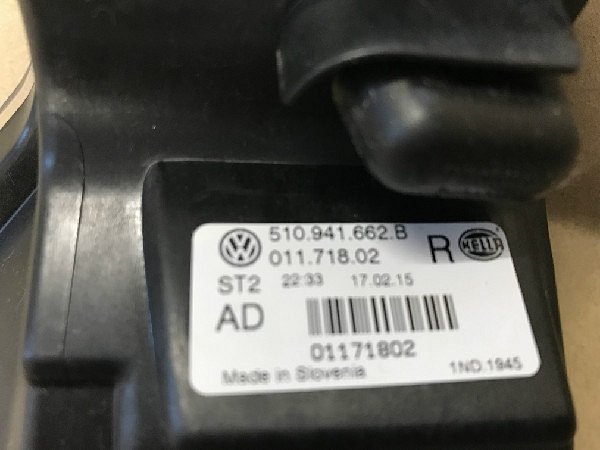 510.941.662.B
011.718.02 R HELLA
ST2 22:33 17.02.15
AD
01171802
Made in Slovenia 1ND.1945